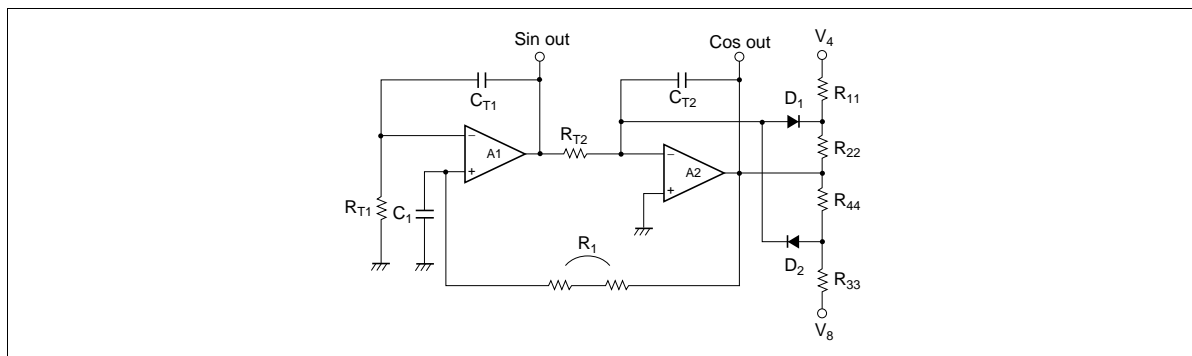 Sin out
Cos out
V4
CT1
CT2
R11
D1
RT2
−
A1
+
R22
−
A2
+
RT1
C1
R44
R1
D2
R33
V8